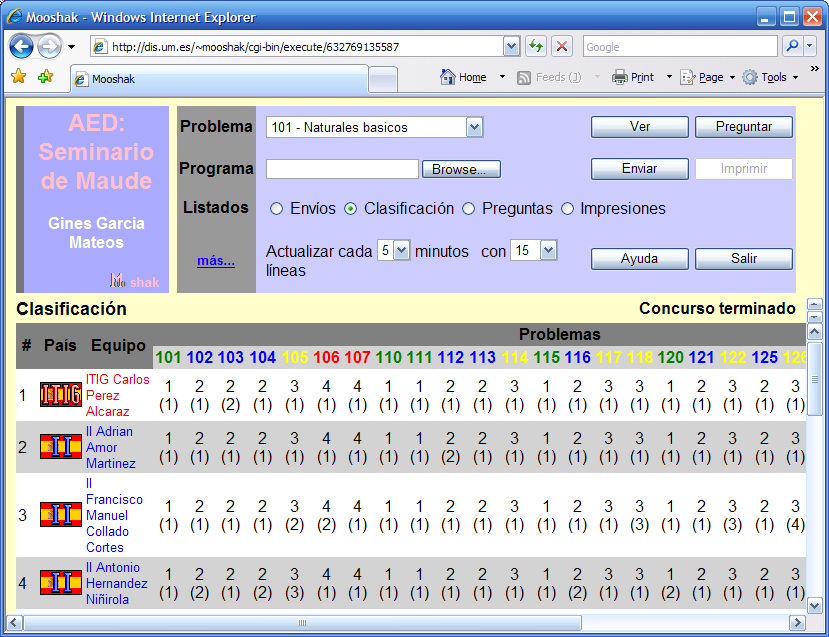 Mooshak - Windows Internet Explorer
http://dis.um.es/~mooshak/cgi-bin/execute/632769135587
Google
Mooshak
Home
Feeds (J)
Print
Page
Tools
»
AED:
Seminario
de Maude
Gines Garcia
Mateos
Mooshak
Problema 101 - Naturales basicos Ver Preguntar
Programa Browse... Enviar Imprimir
Listados Envíos Clasificación Preguntas Impresiones
más... Actualizar cada 5 minutos con 15
líneas
Ayuda Salir
Clasificación Concurso terminado
# País Equipo Problemas
101 102 103 104 105 106 107 110 111 112 113 114 115 116 117 118 120 121 122 125 126
1 ITIG ITIG Carlos
Perez
Alcaraz
1 2 2 2 3 4 4 1 1 2 2 3 1 2 3 3 1 2 3 2 3
(1) (1) (2) (1) (1) (1) (1) (1) (1) (1) (1) (1) (1) (1) (1) (1) (1) (1) (1) (1) (1)
2 II II Adrian
Amor
Martinez
1 2 2 2 3 4 4 1 1 2 2 3 1 2 3 3 1 2 3 2 3
(1) (1) (1) (1) (1) (1) (1) (1) (1) (2) (1) (1) (1) (1) (1) (1) (1) (1) (1) (1) (1)
3 II II
Francisco
Manuel
Collado
Cortes
1 2 2 2 3 4 4 1 1 2 2 3 1 2 3 3 1 2 3 2 3
(1) (1) (1) (1) (2) (2) (1) (1) (1) (1) (1) (1) (1) (1) (1) (3) (1) (1) (3) (1) (4)
4 II II Antonio
Hernandez
Niñirola
1 2 2 2 3 4 4 1 1 2 2 3 1 2 3 3 1 2 3 2 3
(1) (2) (1) (2) (3) (1) (1) (1) (1) (1) (1) (1) (1) (2) (1) (1) (2) (1) (1) (1) (1)